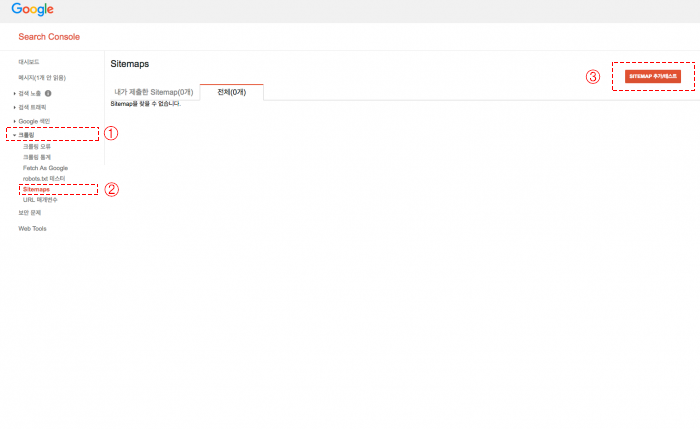 Google
Search Console
대시보드
메시지(1개 안 읽음)
검색 노출 i
검색 트래픽
Google 색인
크롤링
①
크롤링 오류
크롤링 통계
Fetch As Google
robots.txt 테스터
Sitemaps
②
URL 매개변수
보안 문제
Web Tools
Sitemaps
③
SITEMAP 추가/테스트
내가 제출한 Sitemap(0개)
전체(0개)
Sitemap을 찾을 수 없습니다.